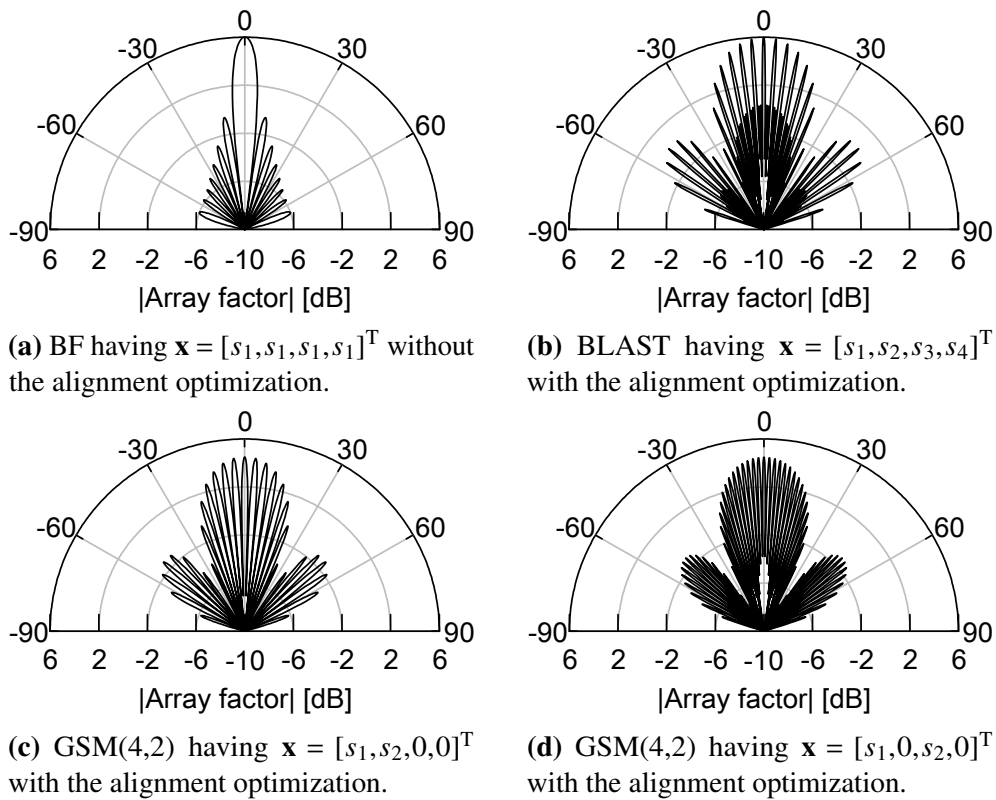 0
-30 30
-60 60
-90 90
6 2 -2 -6 -10 -6 -2 2 6
|Array factor| [dB]
(a) BF having x = [s1,s1,s1,s1]T without
the alignment optimization.
0
-30 30
-60 60
-90 90
6 2 -2 -6 -10 -6 -2 2 6
|Array factor| [dB]
(b) BLAST having x = [s1,s2,s3,s4]T
with the alignment optimization.
0
-30 30
-60 60
-90 90
6 2 -2 -6 -10 -6 -2 2 6
|Array factor| [dB]
(c) GSM(4,2) having x = [s1,s2,0,0]T
with the alignment optimization.
0
-30 30
-60 60
-90 90
6 2 -2 -6 -10 -6 -2 2 6
|Array factor| [dB]
(d) GSM(4,2) having x = [s1,0,s2,0]T
with the alignment optimization.